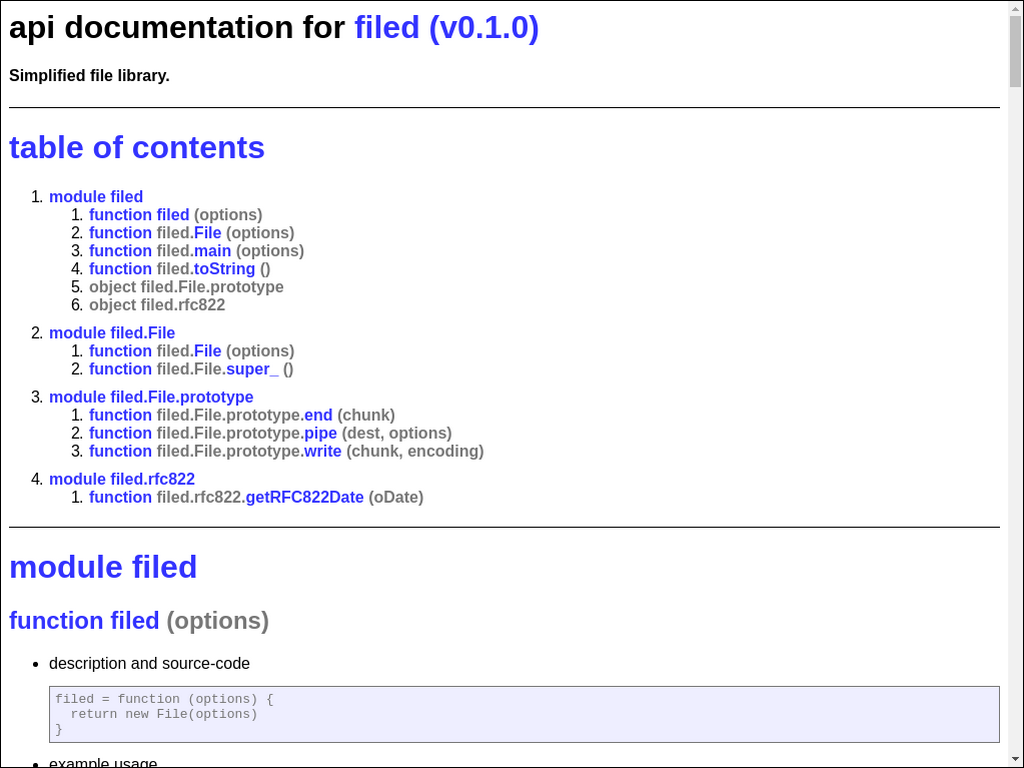 api documentation for filed (v0.1.0)
Simplified file library.
table of contents
1. module filed
1. function filed (options)
2. function filed.File (options)
3. function filed.main (options)
4. function filed.toString ()
5. object filed.File.prototype
6. object filed.rfc822
2. module filed.File
1. function filed.File (options)
2. function filed.File.super_ ()
3. module filed.File.prototype
1. function filed.File.prototype.end (chunk)
2. function filed.File.prototype.pipe (dest, options)
3. function filed.File.prototype.write (chunk, encoding)
4. module filed.rfc822
1. function filed.rfc822.getRFC822Date (oDate)
module filed
function filed (options)
• description and source-code
filed = function (options) {
  return new File(options)
}
• example usage